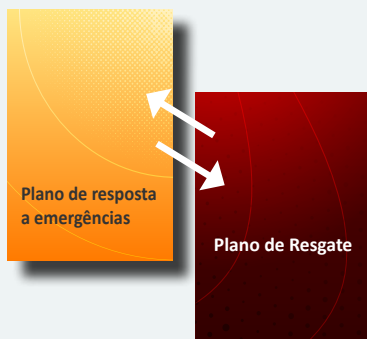 Plano de resposta
a emergências
Plano de Resgate